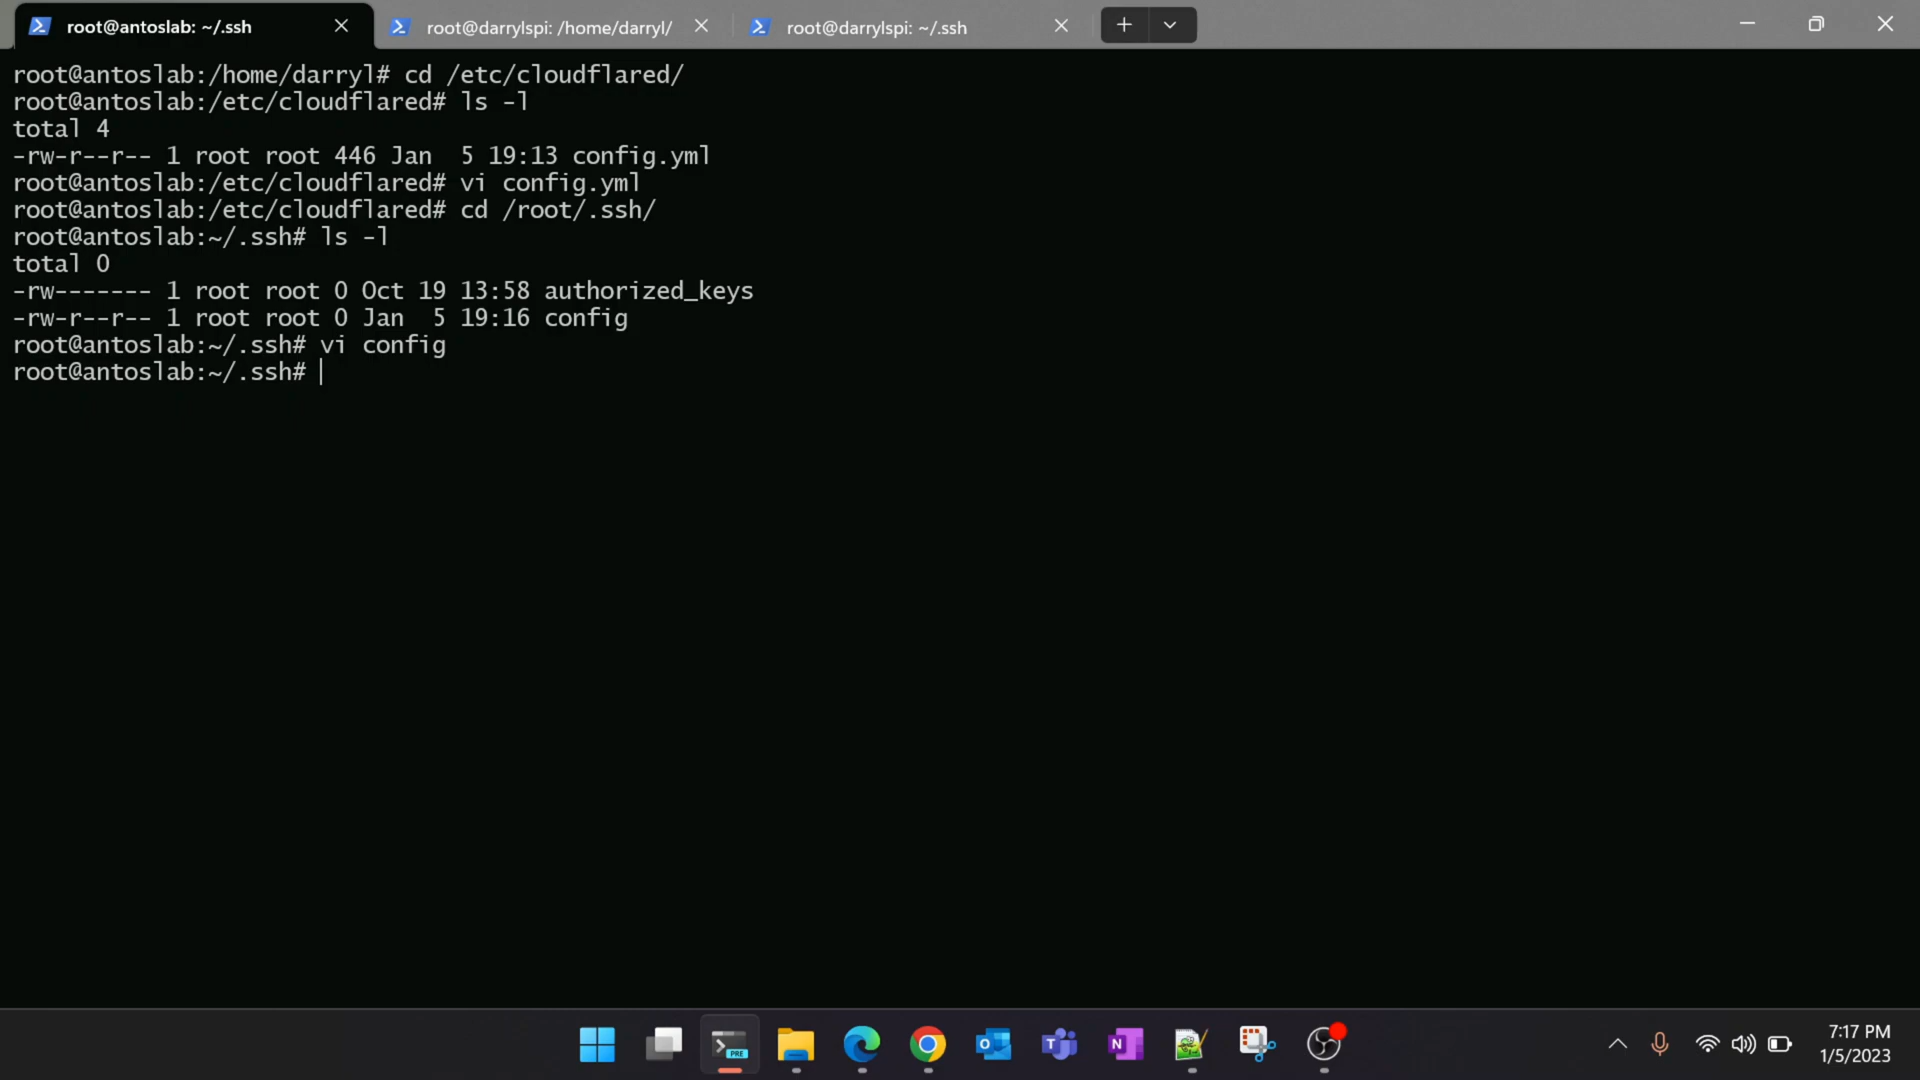 root@antoslab: ~/.ssh
root@darrylspi: /home/darryl/
root@darrylspi: ~/.ssh
root@antoslab:/home/darryl# cd /etc/cloudflared/
root@antoslab:/etc/cloudflared# ls -l
total 4
-rw-r--r-- 1 root root 446 Jan  5 19:13 config.yml
root@antoslab:/etc/cloudflared# vi config.yml
root@antoslab:/etc/cloudflared# cd /root/.ssh/
root@antoslab:~/.ssh# ls -l
total 0
-rw------- 1 root root 0 Oct 19 13:58 authorized_keys
-rw-r--r-- 1 root root 0 Jan  5 19:16 config
root@antoslab:~/.ssh# vi config
root@antoslab:~/.ssh#
PRE
7:17 PM
1/5/2023